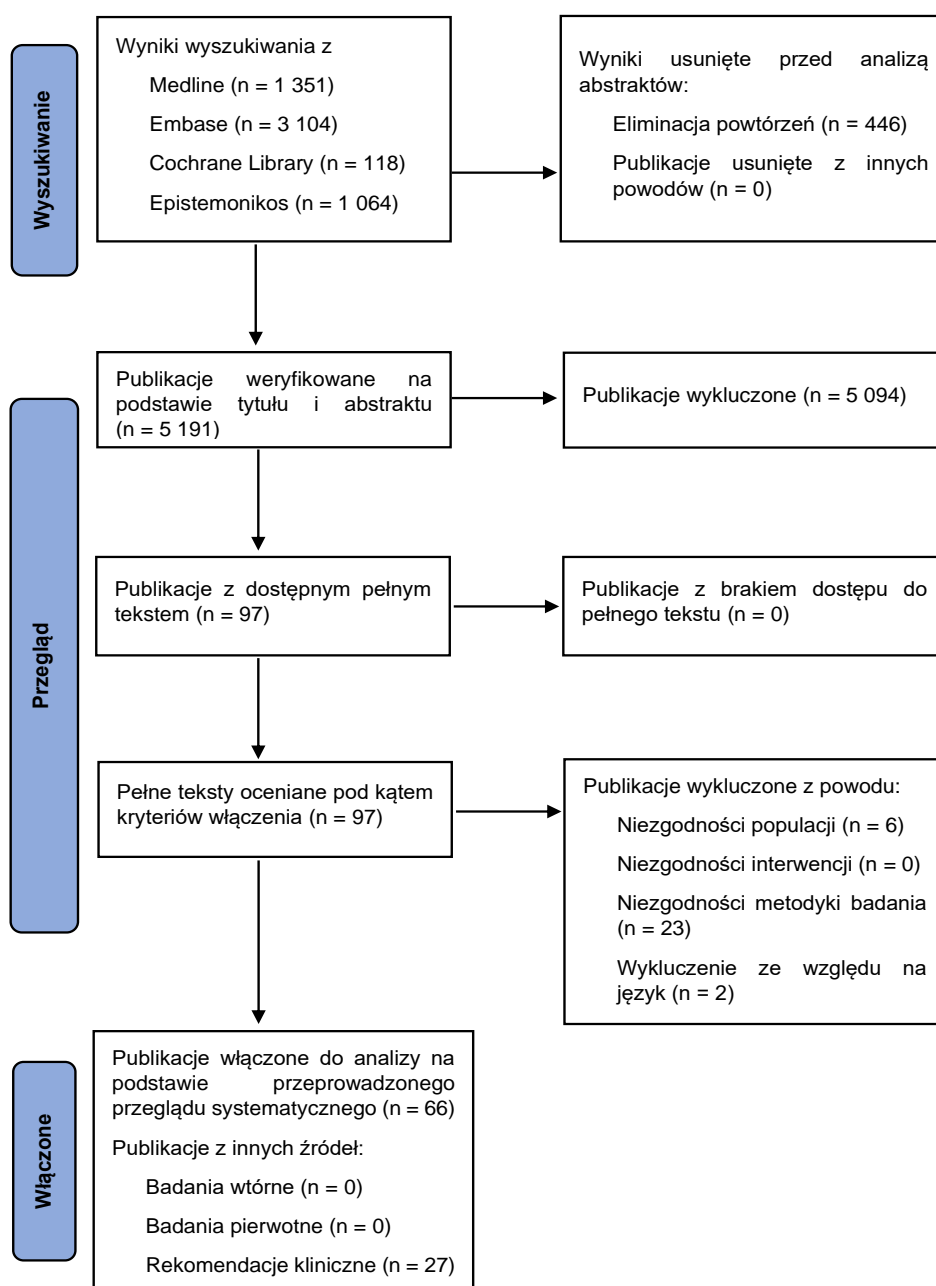 Wyszukiwanie
Wyniki wyszukiwania z
Medline (n = 1 351)
Embase (n = 3 104)
Cochrane Library (n = 118)
Epistemonikos (n = 1 064)
Wyniki usunięte przed analizą
abstraktów:
Eliminacja powtórzeń (n = 446)
Publikacje usunięte z innych
powodów (n = 0)
Przegląd
Publikacje weryfikowane na
podstawie tytułu i abstraktu
(n = 5 191)
Publikacje wykluczone (n = 5 094)
Publikacje z dostępnym pełnym
tekstem (n = 97)
Publikacje z brakiem dostępu do
pełnego tekstu (n = 0)
Pełne teksty oceniane pod kątem
kryteriów włączenia (n = 97)
Publikacje wykluczone z powodu:
Niezgodności populacji (n = 6)
Niezgodności interwencji (n = 0)
Niezgodności metodyki badania
(n = 23)
Wykluczenie ze względu na
język (n = 2)
Włączone
Publikacje włączone do analizy na
podstawie przeprowadzonego
przeglądu systematycznego (n = 66)
Publikacje z innych źródeł:
Badania wtórne (n = 0)
Badania pierwotne (n = 0)
Rekomendacje kliniczne (n = 27)